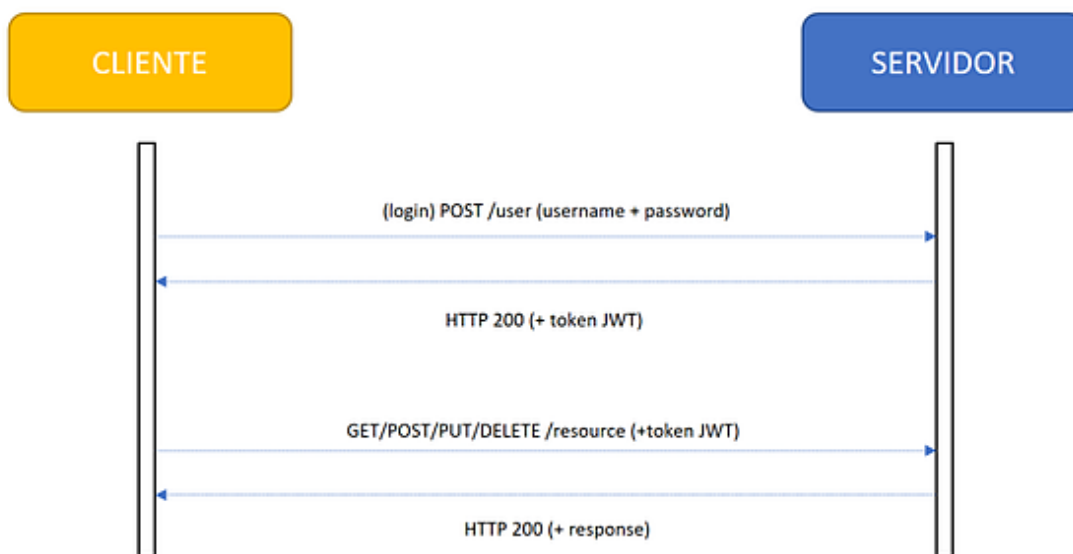 CLIENTE
SERVIDOR
(login) POST /user (username + password)
HTTP 200 (+ token JWT)
GET/POST/PUT/DELETE /resource (+token JWT)
HTTP 200 (+ response)